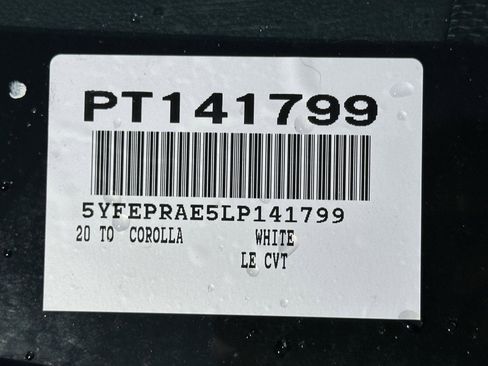 PT141799
5YFEPRAE5LP141799
20 TO COROLLA WHITE
LE CVT